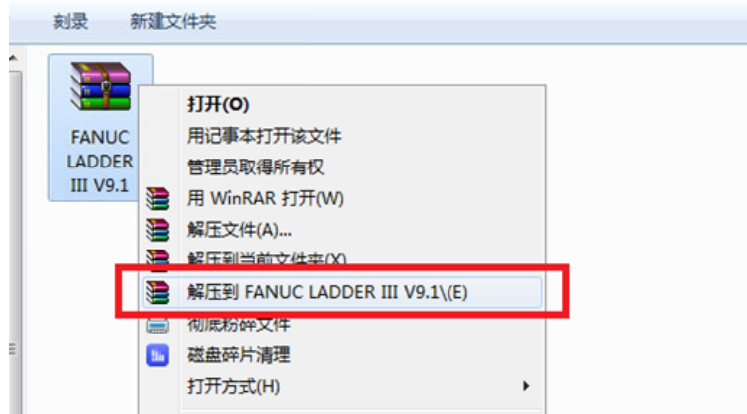 刻录 新建文件夹
FANUC
LADDER
III V9.1
打开(O)
用记事本打开该文件
管理员取得所有权
用 WinRAR 打开(W)
解压文件(A)...
解压到当前文件夹(X)
解压到 FANUC LADDER III V9.1\(E)
彻底粉碎文件
磁盘碎片清理
打开方式(H)